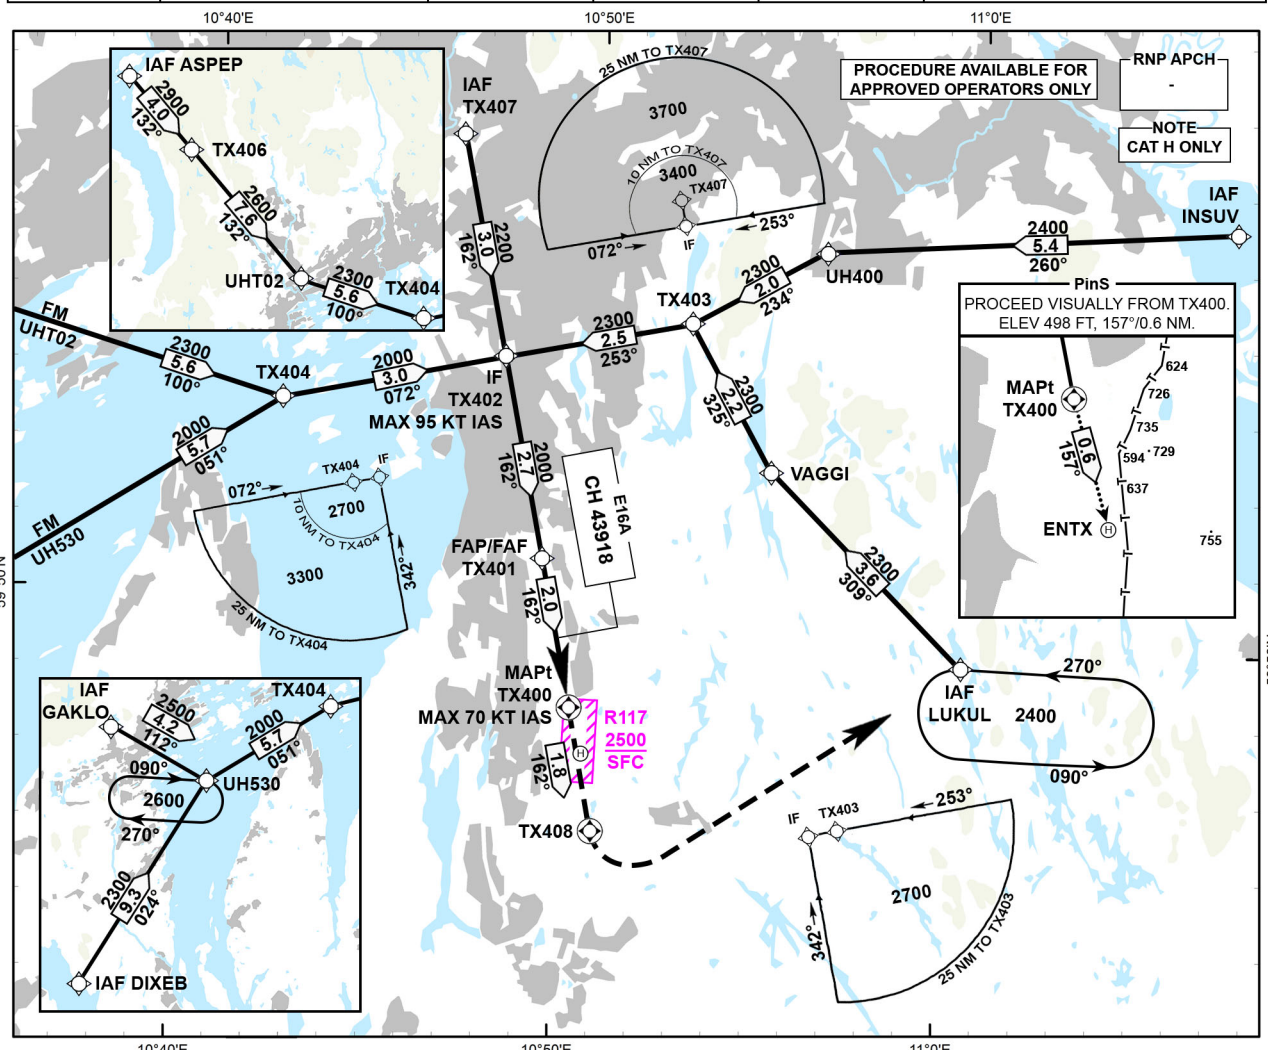 10°40'E
10°50'E
11°0'E
IAF ASPEP
2900
4.0
132°
TX406
2600
7.6
132°
UHT02
2300
5.6
100°
TX404
IAF
TX407
2200
3.0
162°
25 NM TO TX407
3700
10 NM TO TX407
3400
TX407
IF
072°
253°
PROCEDURE AVAILABLE FOR
APPROVED OPERATORS ONLY
RNP APCH
-
NOTE
CAT H ONLY
IAF
INSUV
2400
5.4
260°
UH400
2300
2.0
234°
TX403
2300
2.5
253°
FM
UHT02
2300
5.6
100°
TX404
2000
3.0
072°
IF
TX402
MAX 95 KT IAS
2000
5.7
051°
FM
UH530
2300
2.2
325°
VAGGI
2300
3.6
309°
PinS
PROCEED VISUALLY FROM TX400.
ELEV 498 FT, 157°/0.6 NM.
MAPt
TX400
0.6
157°
ENTX
H
624
726
735
594
729
637
755
TX404
IF
072°
2700
10 NM TO TX404
3300
342°
25 NM TO TX404
2000
2.7
162°
E16A
CH 43918
FAP/FAF
TX401
2.0
162°
MAPt
TX400
MAX 70 KT IAS
R117
2500
SFC
H
1.8
162°
TX408
IAF
LUKUL
270°
2400
090°
IF
TX403
253°
2700
342°
25 NM TO TX403
IAF
GAKLO
2500
4.2
112°
TX404
2000
5.7
051°
090°
2600
270°
UH530
2300
9.3
024°
IAF DIXEB
10°40'E
10°50'E
11°0'E